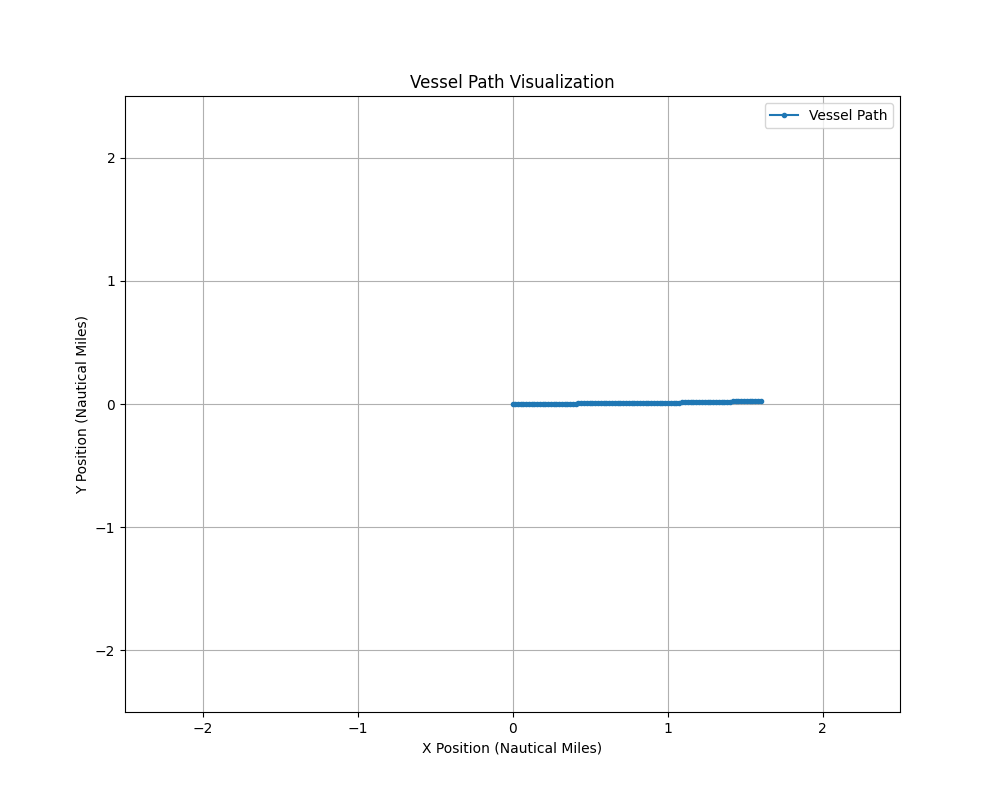 Vessel Path Visualization
Vessel Path
Y Position (Nautical Miles)
2
1
0
−1
−2
−2
−1
0
1
2
X Position (Nautical Miles)